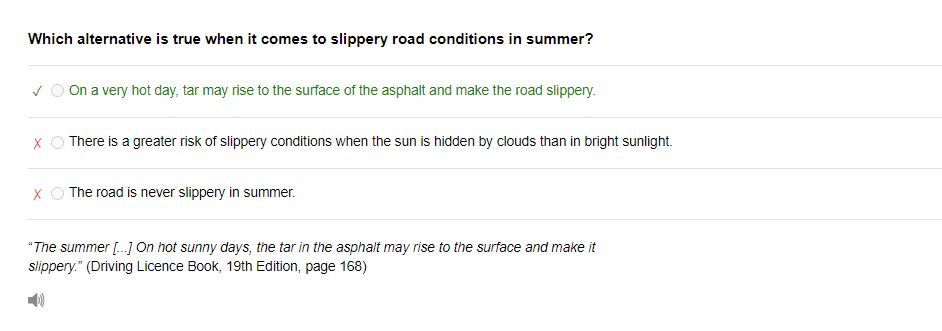 Which alternative is true when it comes to slippery road conditions in summer?
✓ On a very hot day, tar may rise to the surface of the asphalt and make the road slippery.
X There is a greater risk of slippery conditions when the sun is hidden by clouds than in bright sunlight.
X The road is never slippery in summer.
“The summer [...] On hot sunny days, the tar in the asphalt may rise to the surface and make it
slippery.” (Driving Licence Book, 19th Edition, page 168)